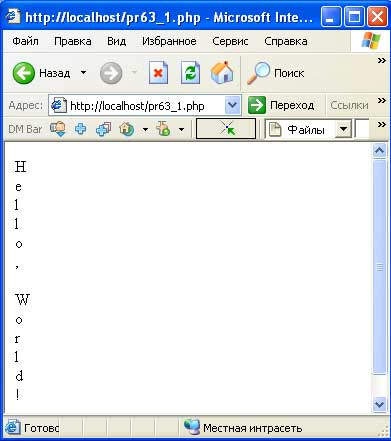 http://localhost/pr63_1.php - Microsoft Inte...
Файл Правка Вид Избранное Сервис Справка
Назад Поиск »
Адрес: http://localhost/pr63_1.php Переход Ссылки »
DM Bar Файлы »
H
e
l
l
o
,
W
o
r
l
d
!
Готово Местная интрасеть